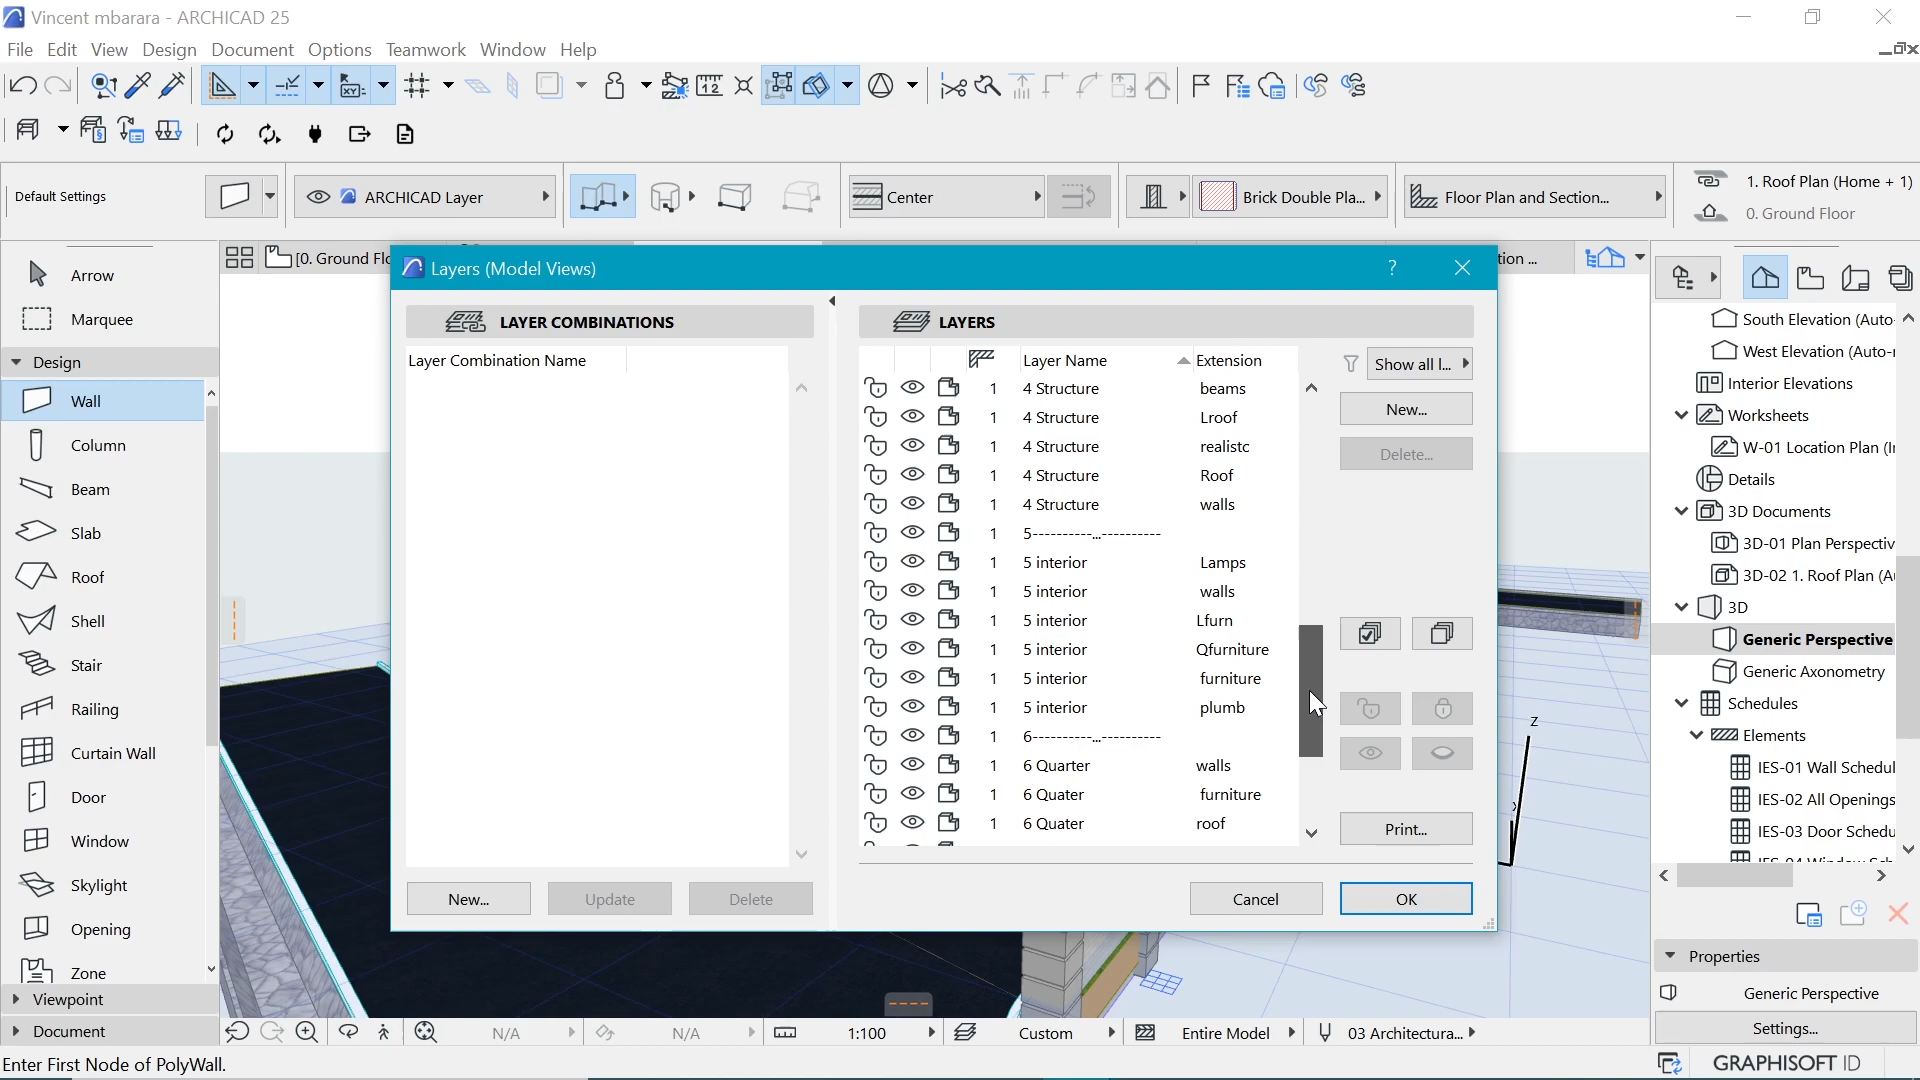 Vincent mbarara - ARCHICAD 25
File Edit View Design Document Options Teamwork Window Help
Default Settings
ARCHICAD Layer
Center
Brick Double Pla...
Floor Plan and Section...
1. Roof Plan (Home + 1)
0. Ground Floor
Arrow
Marquee
Design
Wall
Column
Beam
Slab
Roof
Shell
Stair
Railing
Curtain Wall
Door
Window
Skylight
Opening
Zone
Viewpoint
Document
[0. Ground Flo
tion ...
Layers (Model Views)
?
LAYER COMBINATIONS
Layer Combination Name
New...
Update
Delete
LAYERS
Layer Name Extension
1 4 Structure beams
1 4 Structure Lroof
1 4 Structure realistc
1 4 Structure Roof
1 4 Structure walls
1 5----------...----------
1 5 interior Lamps
1 5 interior walls
1 5 interior Lfurn
1 5 interior Qfurniture
1 5 interior furniture
1 5 interior plumb
1 6----------...----------
1 6 Quarter walls
1 6 Quater furniture
1 6 Quater roof
Show all l...
New...
Delete...
Print...
Cancel
OK
z
South Elevation (Auto-
West Elevation (Auto-r
Interior Elevations
Worksheets
W-01 Location Plan (I
Details
3D Documents
3D-01 Plan Perspectiv
3D-02 1. Roof Plan (A
3D
Generic Perspective
Generic Axonometry
Schedules
Elements
IES-01 Wall Schedul
IES-02 All Openings
IES-03 Door Schedu
Properties
Generic Perspective
Settings...
N/A
N/A
1:100
Custom
Entire Model
03 Architectura...
Enter First Node of PolyWall.
GRAPHISOFT ID